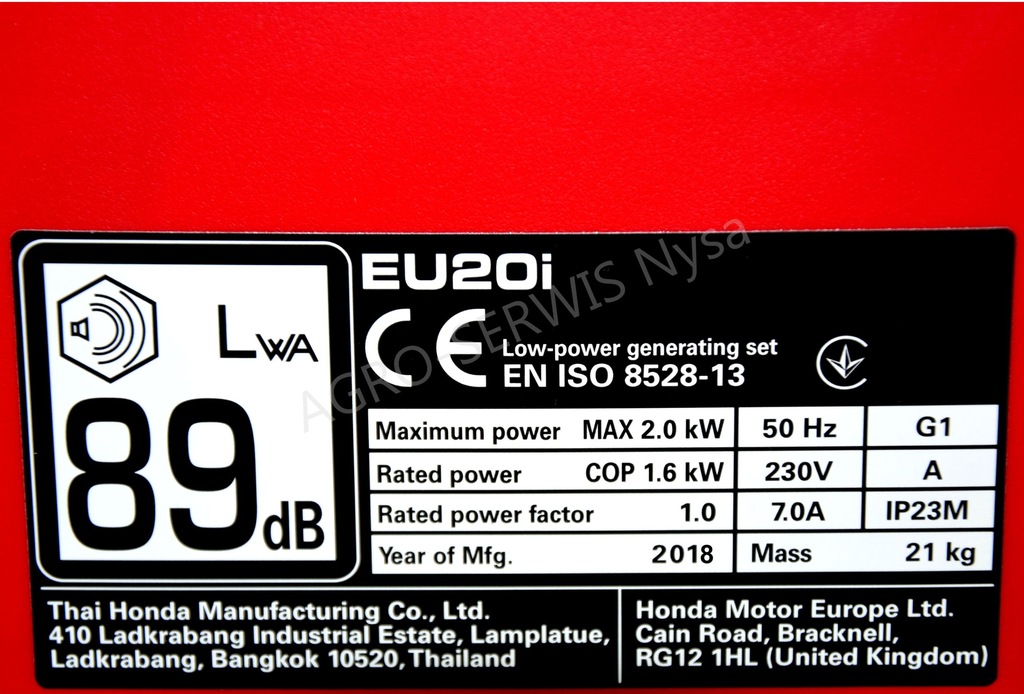 EU20i
CE
Low-power generating set
EN ISO 8528-13
LWA
89 dB
Maximum power MAX 2.0 kW 50 Hz G1
Rated power COP 1.6 kW 230V A
Rated power factor 1.0 7.0A IP23M
Year of Mfg. 2018 Mass 21 kg
Thai Honda Manufacturing Co., Ltd.
410 Ladkrabang Industrial Estate, Lamplatue,
Ladkrabang, Bangkok 10520, Thailand
Honda Motor Europe Ltd.
Cain Road, Bracknell,
RG12 1HL (United Kingdom)
AGRO-SERWIS Nysa